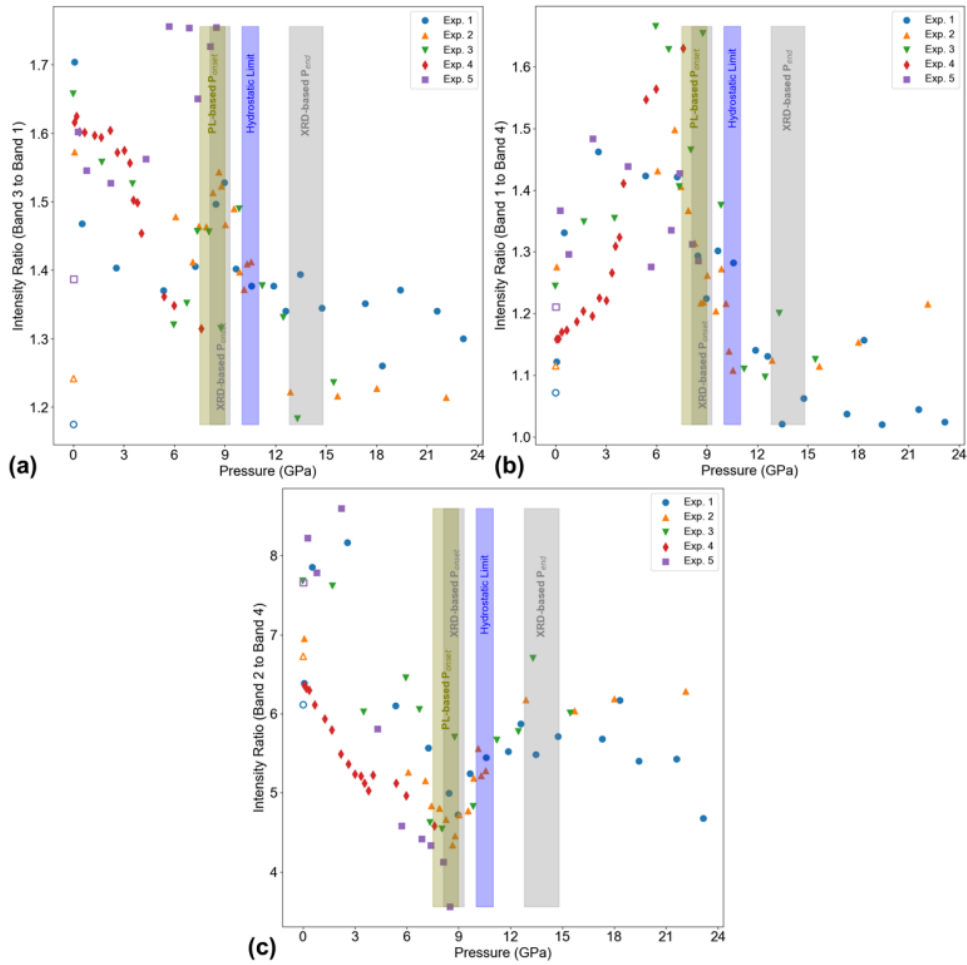 Exp. 1
Exp. 2
Exp. 3
Exp. 4
Exp. 5
PL-based P_onset
XRD-based P_onset
Hydrostatic Limit
XRD-based P_end
1.7
1.6
1.5
1.4
1.3
1.2
Intensity Ratio (Band 3 to Band 1)
0 3 6 9 12 15 18 21 24
Pressure (GPa)
(a)
Exp. 1
Exp. 2
Exp. 3
Exp. 4
Exp. 5
PL-based P_onset
XRD-based P_onset
Hydrostatic Limit
XRD-based P_end
1.6
1.5
1.4
1.3
1.2
1.1
1.0
Intensity Ratio (Band 1 to Band 4)
0 3 6 9 12 15 18 21 24
Pressure (GPa)
(b)
Exp. 1
Exp. 2
Exp. 3
Exp. 4
Exp. 5
XRD-based P_onset
PL-based P_onset
Hydrostatic Limit
XRD-based P_end
8
7
6
5
4
Intensity Ratio (Band 2 to Band 4)
0 3 6 9 12 15 18 21 24
Pressure (GPa)
(c)